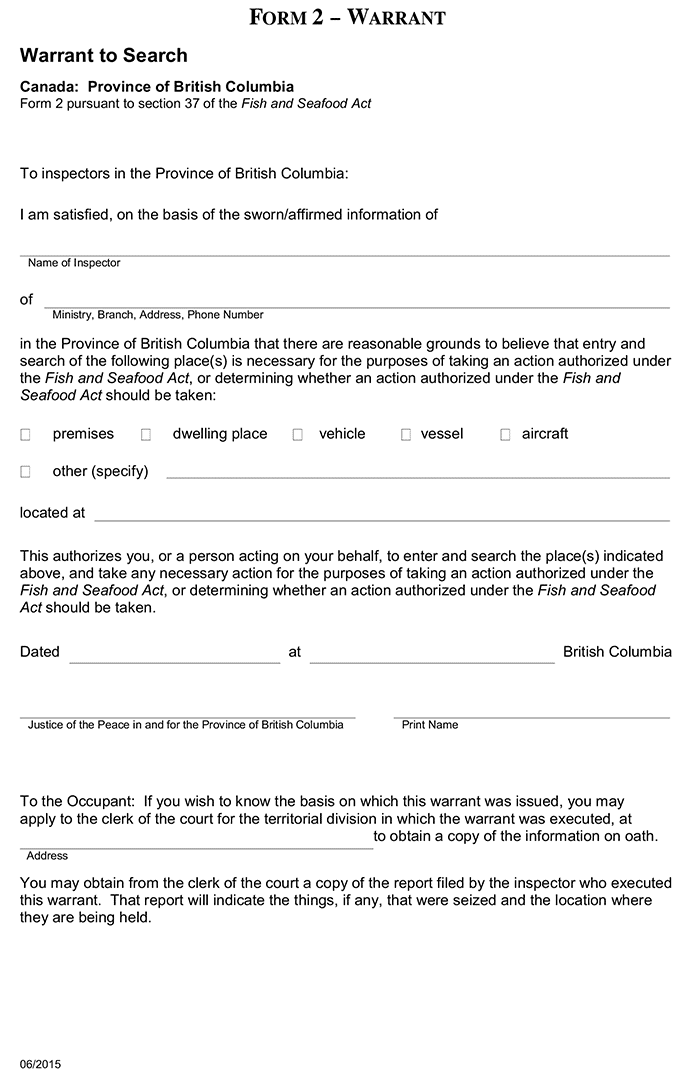 FORM 2 – WARRANT
Warrant to Search
Canada: Province of British Columbia
Form 2 pursuant to section 37 of the Fish and Seafood Act
To inspectors in the Province of British Columbia:
I am satisfied, on the basis of the sworn/affirmed information of
Name of Inspector
of
Ministry, Branch, Address, Phone Number
in the Province of British Columbia that there are reasonable grounds to believe that entry and
search of the following place(s) is necessary for the purposes of taking an action authorized under
the Fish and Seafood Act, or determining whether an action authorized under the Fish and
Seafood Act should be taken:
premises dwelling place vehicle vessel aircraft
other (specify)
located at
This authorizes you, or a person acting on your behalf, to enter and search the place(s) indicated
above, and take any necessary action for the purposes of taking an action authorized under the
Fish and Seafood Act, or determining whether an action authorized under the Fish and Seafood
Act should be taken.
Dated at British Columbia
Justice of the Peace in and for the Province of British Columbia Print Name
To the Occupant: If you wish to know the basis on which this warrant was issued, you may
apply to the clerk of the court for the territorial division in which the warrant was executed, at
to obtain a copy of the information on oath.
Address
You may obtain from the clerk of the court a copy of the report filed by the inspector who executed
this warrant. That report will indicate the things, if any, that were seized and the location where
they are being held.
06/2015